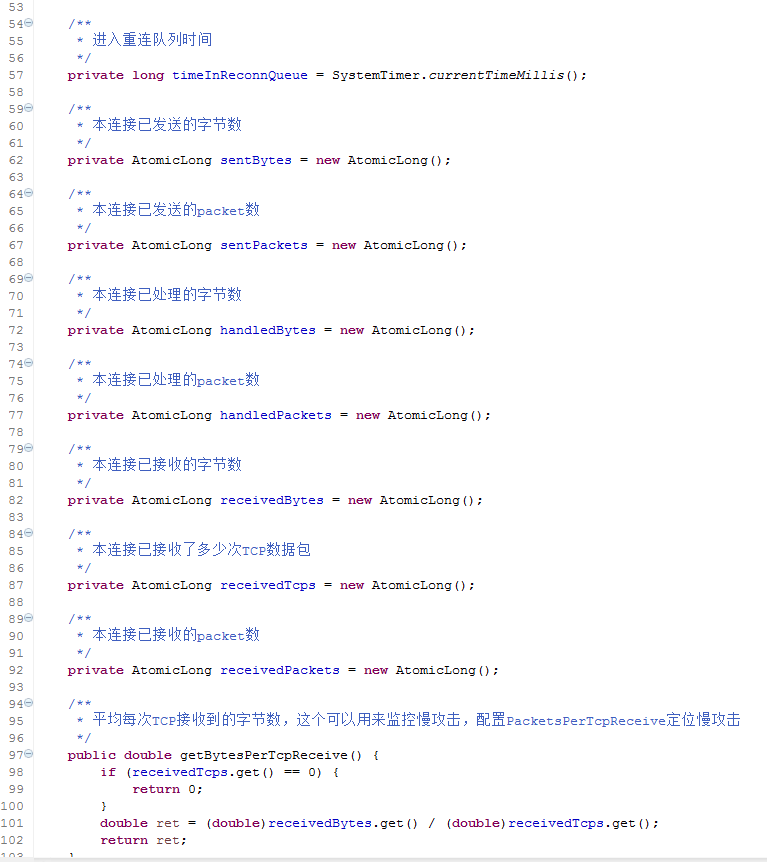 53
54 /**
55 * 进入重连队列时间
56 */
57 private long timeInReconnQueue = SystemTimer.currentTimeMillis();
58
59 /**
60 * 本连接已发送的字节数
61 */
62 private AtomicLong sentBytes = new AtomicLong();
63
64 /**
65 * 本连接已发送的packet数
66 */
67 private AtomicLong sentPackets = new AtomicLong();
68
69 /**
70 * 本连接已处理的字节数
71 */
72 private AtomicLong handledBytes = new AtomicLong();
73
74 /**
75 * 本连接已处理的packet数
76 */
77 private AtomicLong handledPackets = new AtomicLong();
78
79 /**
80 * 本连接已接收的字节数
81 */
82 private AtomicLong receivedBytes = new AtomicLong();
83
84 /**
85 * 本连接已接收了多少次TCP数据包
86 */
87 private AtomicLong receivedTcps = new AtomicLong();
88
89 /**
90 * 本连接已接收的packet数
91 */
92 private AtomicLong receivedPackets = new AtomicLong();
93
94 /**
95 * 平均每次TCP接收到的字节数，这个可以用来监控慢攻击，配置PacketsPerTcpReceive定位慢攻击
96 */
97 public double getBytesPerTcpReceive() {
98 if (receivedTcps.get() == 0) {
99 return 0;
100 }
101 double ret = (double)receivedBytes.get() / (double)receivedTcps.get();
102 return ret;
103 }